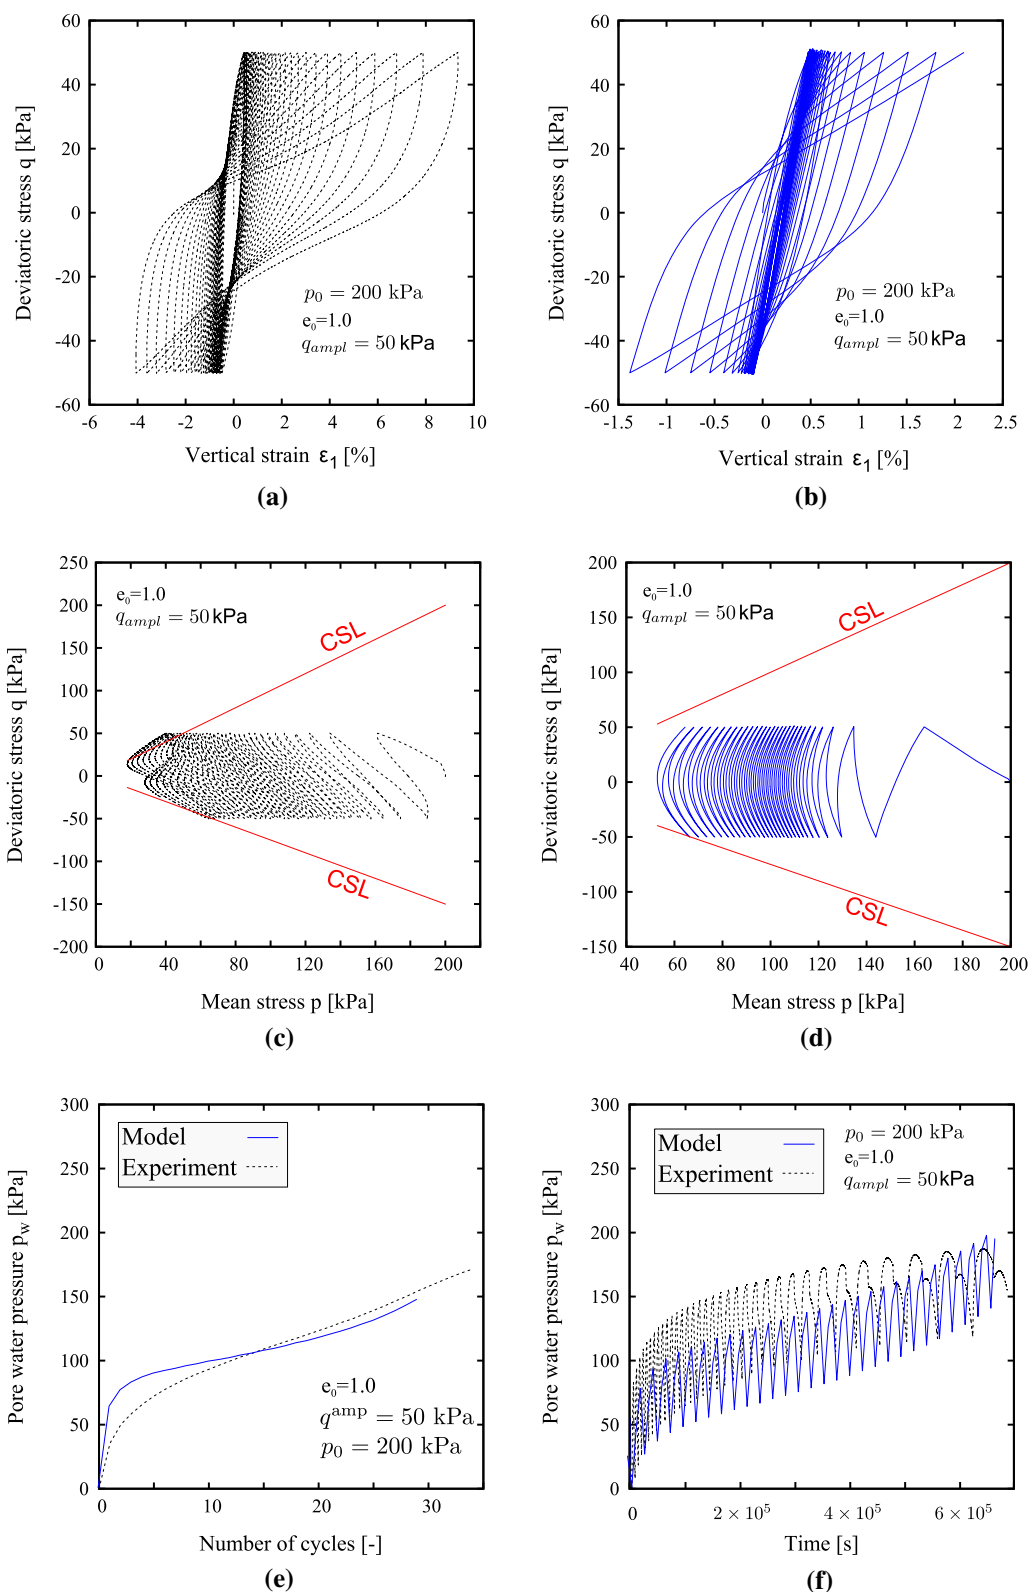 60
40
20
0
-20
-40
-60
-6 -4 -2 0 2 4 6 8 10
Deviatoric stress q [kPa]
Vertical strain ε1 [%]
p0 = 200 kPa
e0=1.0
qampl = 50 kPa
(a)
60
40
20
0
-20
-40
-60
-1.5 -1 -0.5 0 0.5 1 1.5 2 2.5
Deviatoric stress q [kPa]
Vertical strain ε1 [%]
p0 = 200 kPa
e0=1.0
qampl = 50 kPa
(b)
250
200
150
100
50
0
-50
-100
-150
-200
0 40 80 120 160 200
Deviatoric stress q [kPa]
Mean stress p [kPa]
e0=1.0
qampl = 50 kPa
CSL
CSL
(c)
200
150
100
50
0
-50
-100
-150
40 60 80 100 120 140 160 180 200
Deviatoric stress q [kPa]
Mean stress p [kPa]
e0=1.0
qampl = 50 kPa
CSL
CSL
(d)
300
250
200
150
100
50
0
0 10 20 30
Pore water pressure pw [kPa]
Number of cycles [-]
Model
Experiment
e0=1.0
qamp = 50 kPa
p0 = 200 kPa
(e)
300
250
200
150
100
50
0
0 2 × 10^5 4 × 10^5 6 × 10^5
Pore water pressure pw [kPa]
Time [s]
Model
Experiment
p0 = 200 kPa
e0=1.0
qampl = 50 kPa
(f)